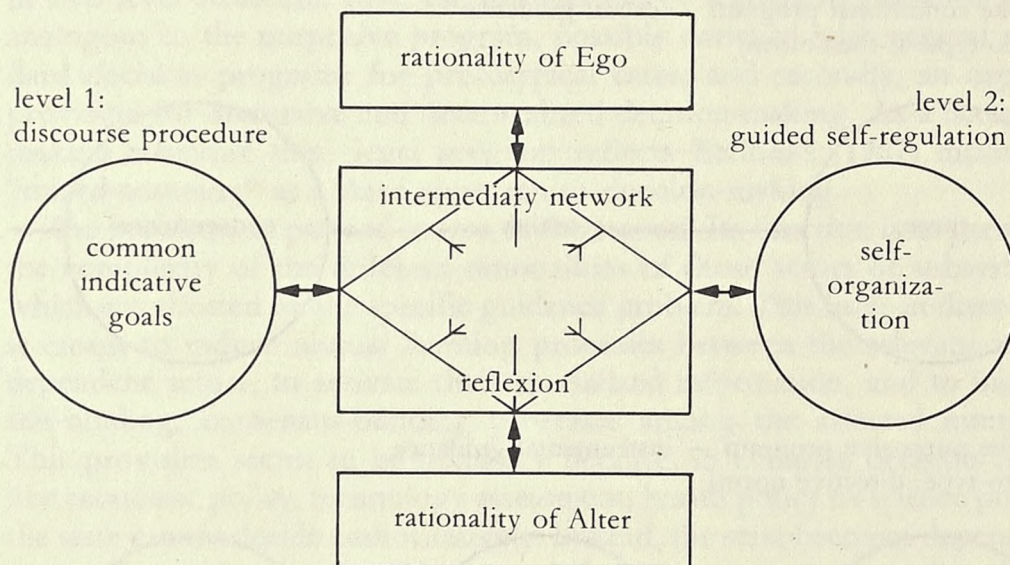 rationality of Ego
level 1:
discourse procedure
level 2:
guided self-regulation
intermediary network
common
indicative
goals
self-
organiza-
tion
reflexion
rationality of Alter